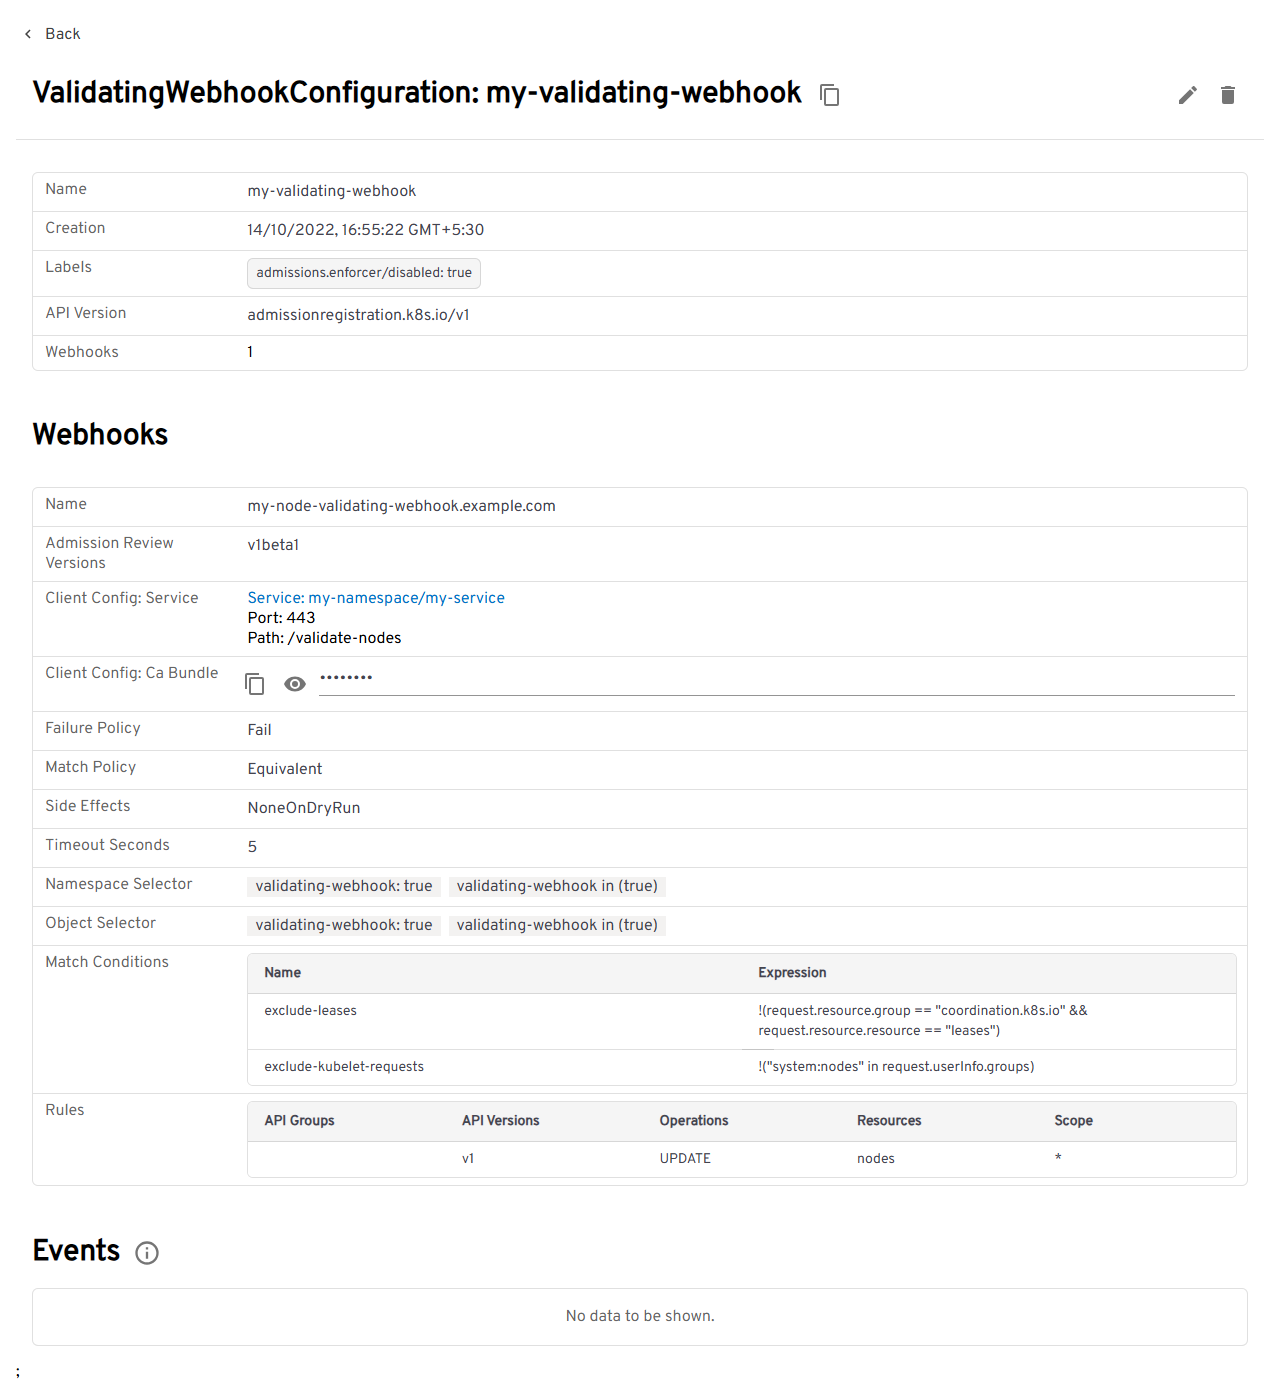 Back
ValidatingWebhookConfiguration: my-validating-webhook
Name my-validating-webhook
Creation 14/10/2022, 16:55:22 GMT+5:30
Labels admissions.enforcer/disabled: true
API Version admissionregistration.k8s.io/v1
Webhooks 1
Webhooks
Name my-node-validating-webhook.example.com
Admission Review Versions v1beta1
Client Config: Service Service: my-namespace/my-service
Port: 443
Path: /validate-nodes
Client Config: Ca Bundle ••••••••
Failure Policy Fail
Match Policy Equivalent
Side Effects NoneOnDryRun
Timeout Seconds 5
Namespace Selector validating-webhook: true validating-webhook in (true)
Object Selector validating-webhook: true validating-webhook in (true)
Match Conditions Name Expression
exclude-leases !(request.resource.group == "coordination.k8s.io" &&
request.resource.resource == "leases")
exclude-kubelet-requests !("system:nodes" in request.userInfo.groups)
Rules API Groups API Versions Operations Resources Scope
v1 UPDATE nodes *
Events
No data to be shown.
;